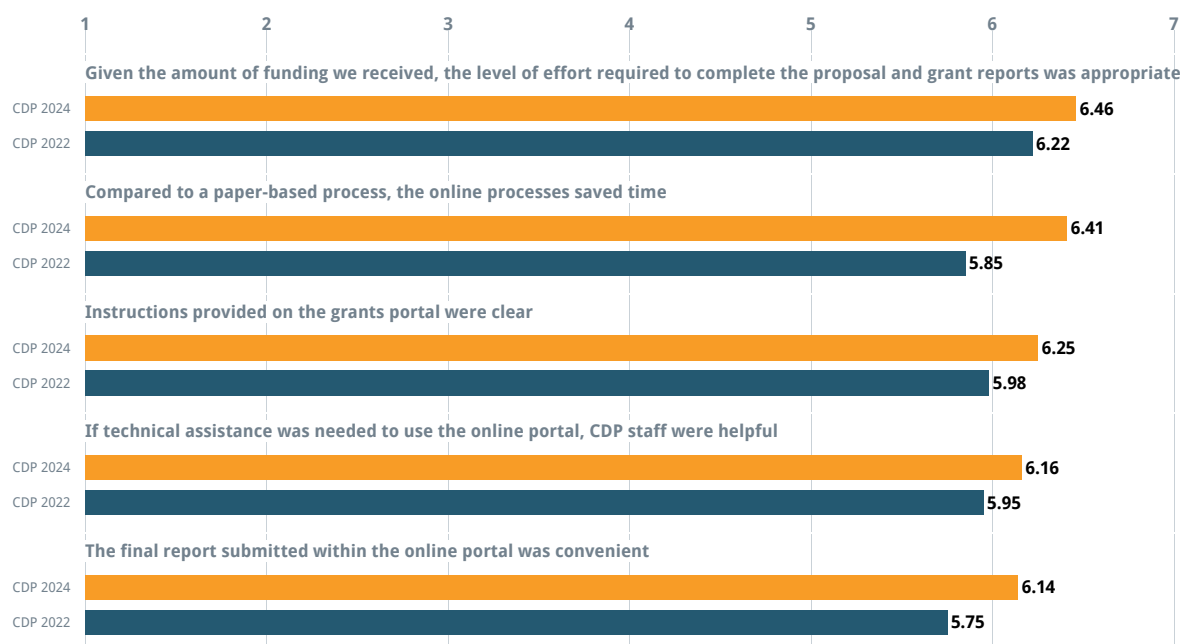 1 2 3 4 5 6 7
Given the amount of funding we received, the level of effort required to complete the proposal and grant reports was appropriate
CDP 2024 6.46
CDP 2022 6.22
Compared to a paper-based process, the online processes saved time
CDP 2024 6.41
CDP 2022 5.85
Instructions provided on the grants portal were clear
CDP 2024 6.25
CDP 2022 5.98
If technical assistance was needed to use the online portal, CDP staff were helpful
CDP 2024 6.16
CDP 2022 5.95
The final report submitted within the online portal was convenient
CDP 2024 6.14
CDP 2022 5.75